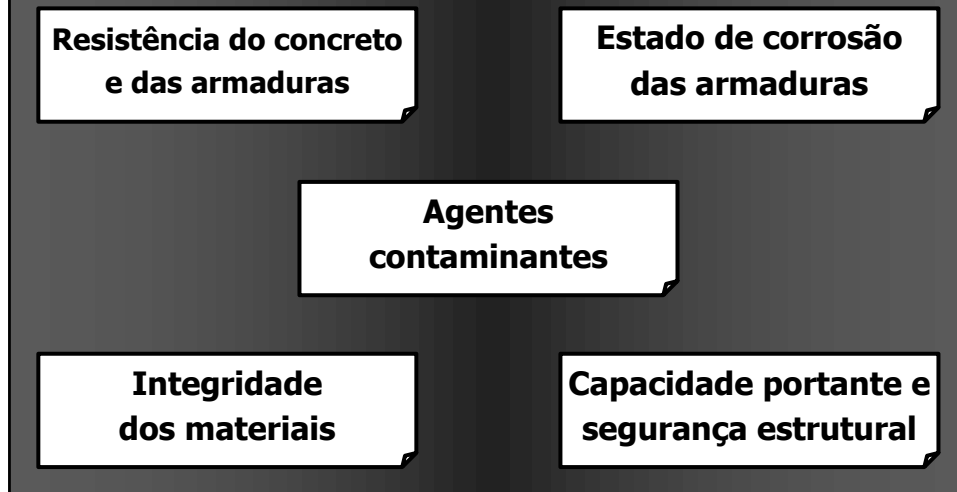 Resistência do concreto
e das armaduras
Estado de corrosão
das armaduras
Agentes
contaminantes
Integridade
dos materiais
Capacidade portante e
segurança estrutural